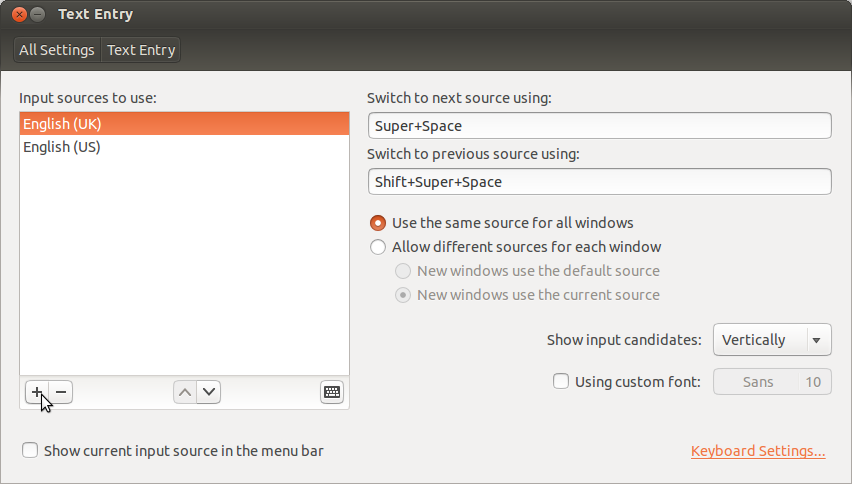 Text Entry
All Settings
Text Entry
Input sources to use:
English (UK)
English (US)
Switch to next source using:
Super+Space
Switch to previous source using:
Shift+Super+Space
Use the same source for all windows
Allow different sources for each window
New windows use the default source
New windows use the current source
Show input candidates: Vertically
Using custom font: Sans 10
Show current input source in the menu bar
Keyboard Settings...